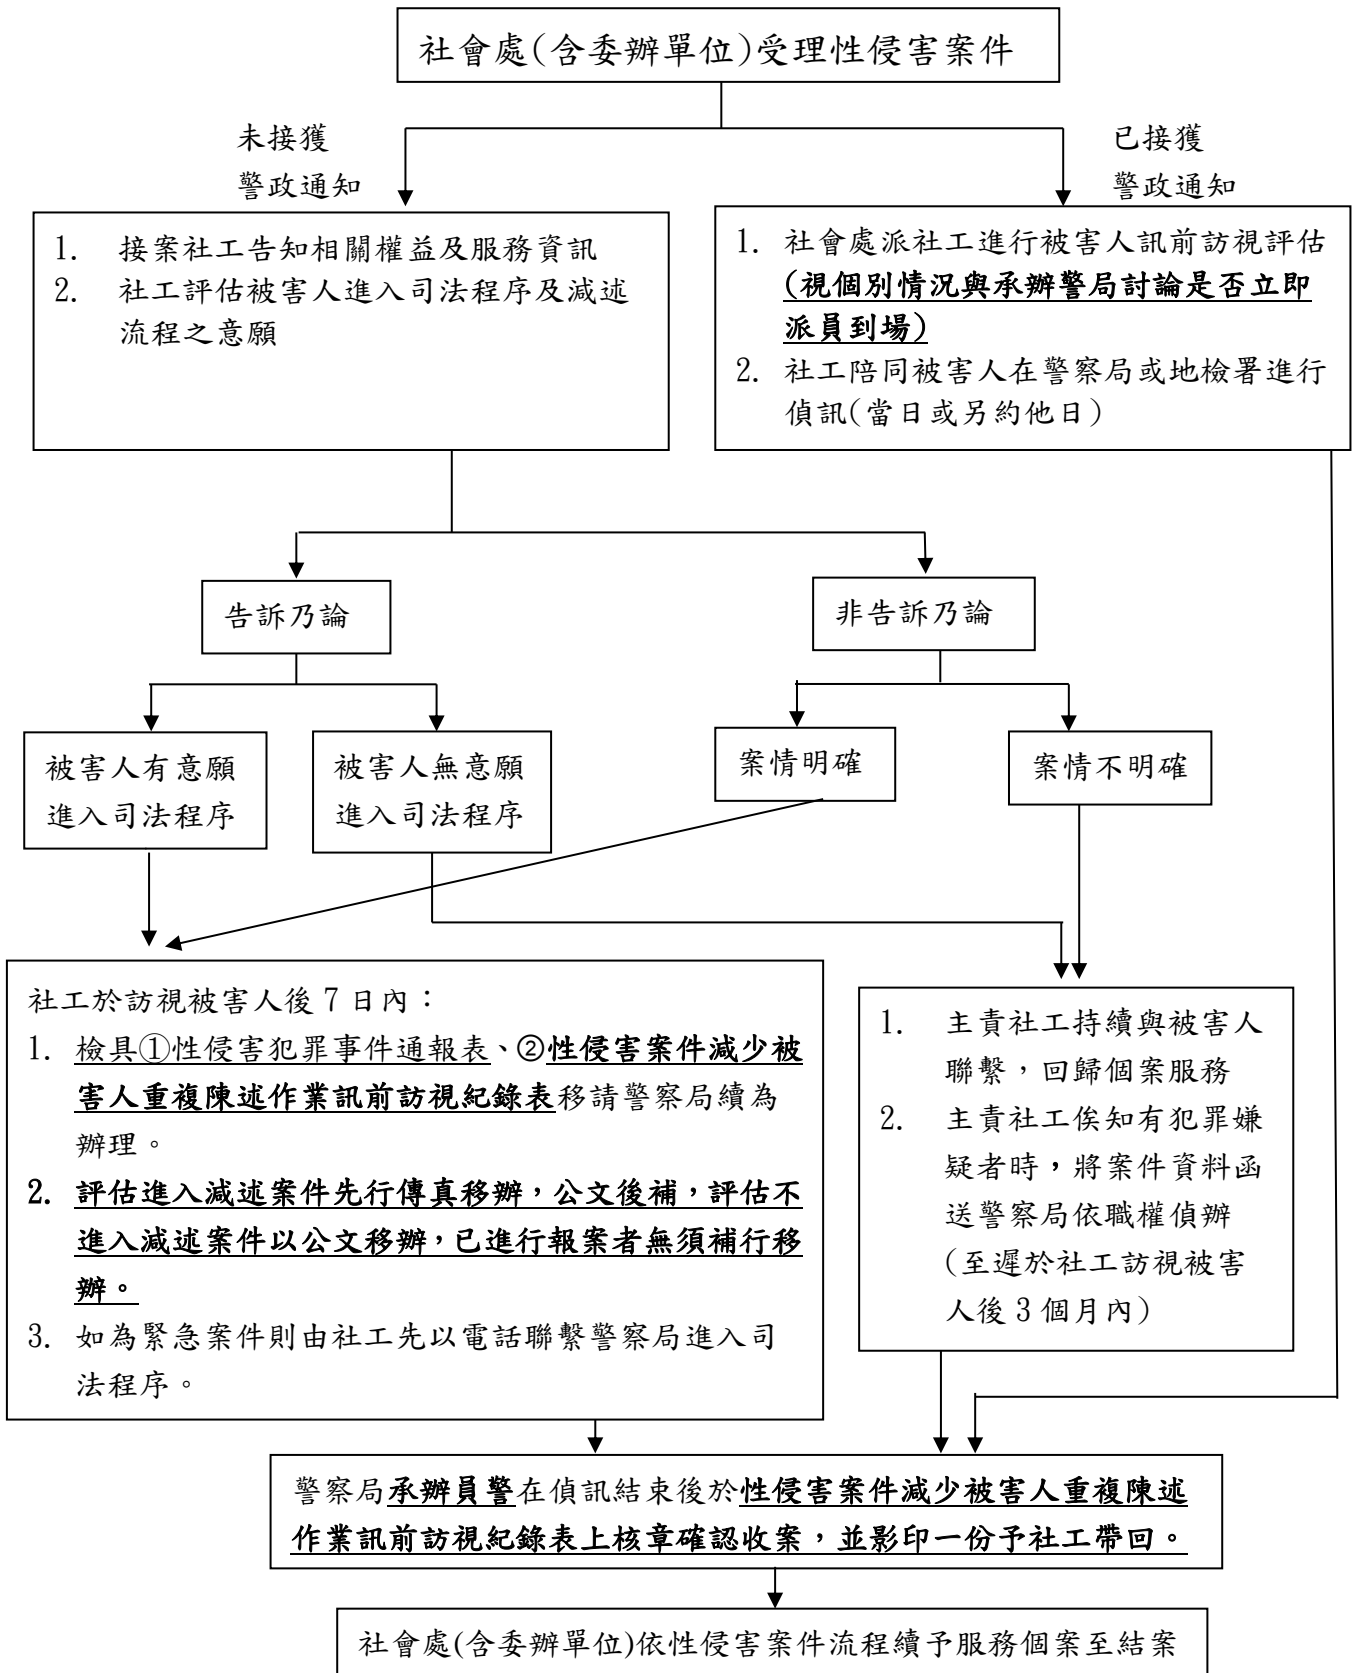 社會處(含委辦單位)受理性侵害案件
未接獲
警政通知
已接獲
警政通知
1. 接案社工告知相關權益及服務資訊
2. 社工評估被害人進入司法程序及減述
流程之意願
1. 社會處派社工進行被害人訊前訪視評估
(視個別情況與承辦警局討論是否立即
派員到場)
2. 社工陪同被害人在警察局或地檢署進行
偵訊(當日或另約他日)
告訴乃論
非告訴乃論
被害人有意願
進入司法程序
被害人無意願
進入司法程序
案情明確
案情不明確
社工於訪視被害人後 7 日內：
1. 檢具①性侵害犯罪事件通報表、②性侵害案件減少被
害人重複陳述作業訊前訪視紀錄表移請警察局續為
辦理。
2. 評估進入減述案件先行傳真移辦，公文後補，評估不
進入減述案件以公文移辦，已進行報案者無須補行移
辦。
3. 如為緊急案件則由社工先以電話聯繫警察局進入司
法程序。
1. 主責社工持續與被害人
聯繫，回歸個案服務
2. 主責社工俟知有犯罪嫌
疑者時，將案件資料函
送警察局依職權偵辦
(至遲於社工訪視被害
人後 3 個月內)
警察局承辦員警在偵訊結束後於性侵害案件減少被害人重複陳述
作業訊前訪視紀錄表上核章確認收案，並影印一份予社工帶回。
社會處(含委辦單位)依性侵害案件流程續予服務個案至結案